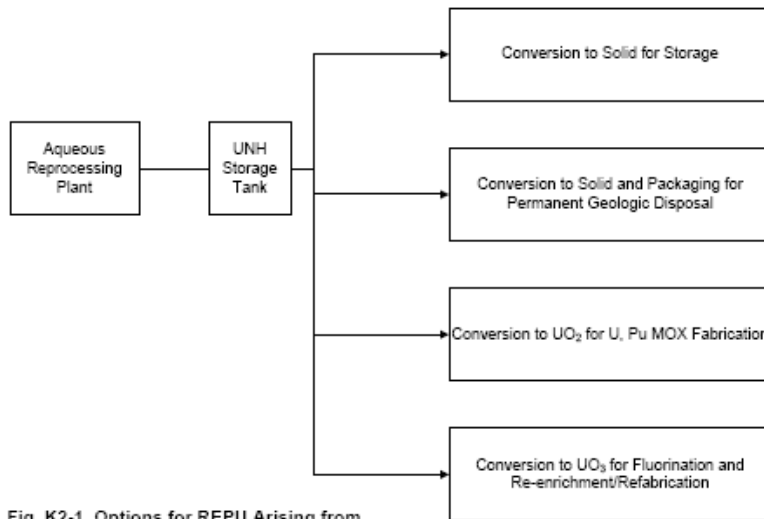 Conversion to Solid for Storage
Aqueous
Reprocessing
Plant
UNH
Storage
Tank
Conversion to Solid and Packaging for
Permanent Geologic Disposal
Conversion to UO₂ for U, Pu MOX Fabrication
Conversion to UO₃ for Fluorination and
Re-enrichment/Refabrication
Fig. K2-1. Options for REPU Arising from